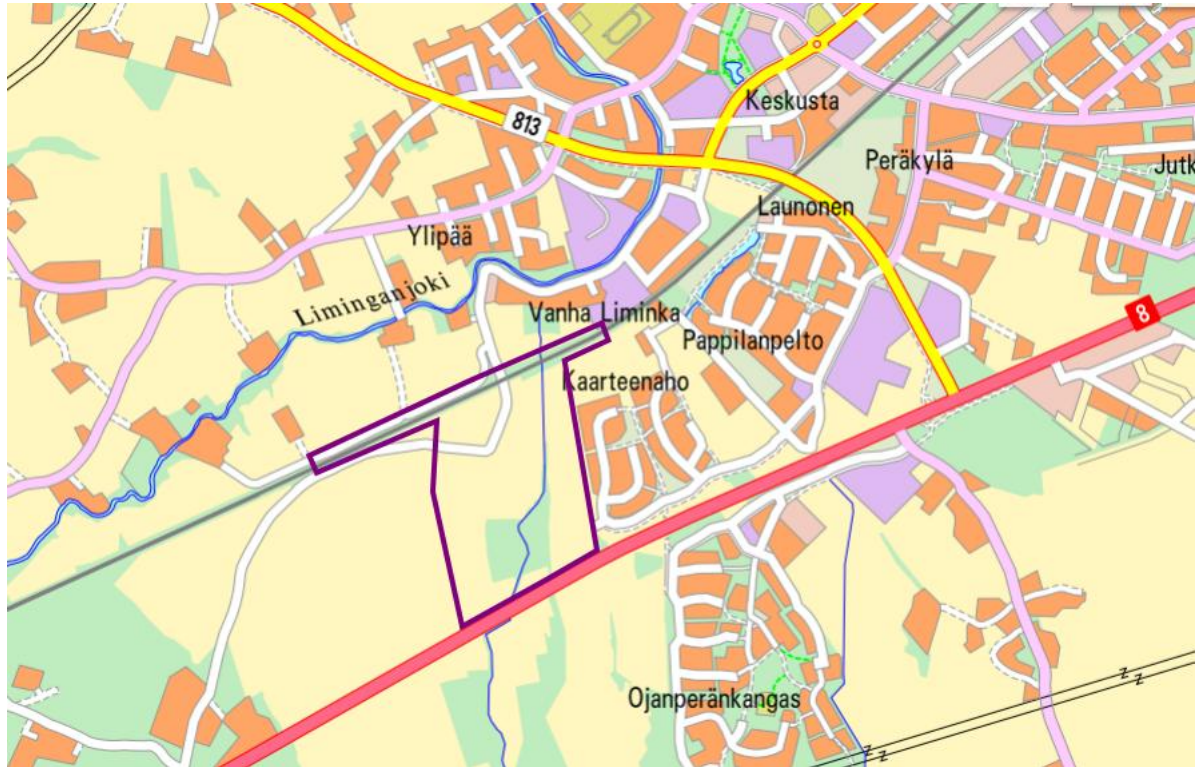 Keskusta
813
Peräkylä
Jutk
Launonen
Ylipää
Liminganjoki
Vanha Liminka
8
Pappilanpelto
Kaarteenaho
Ojanperänkangas
z z
z z